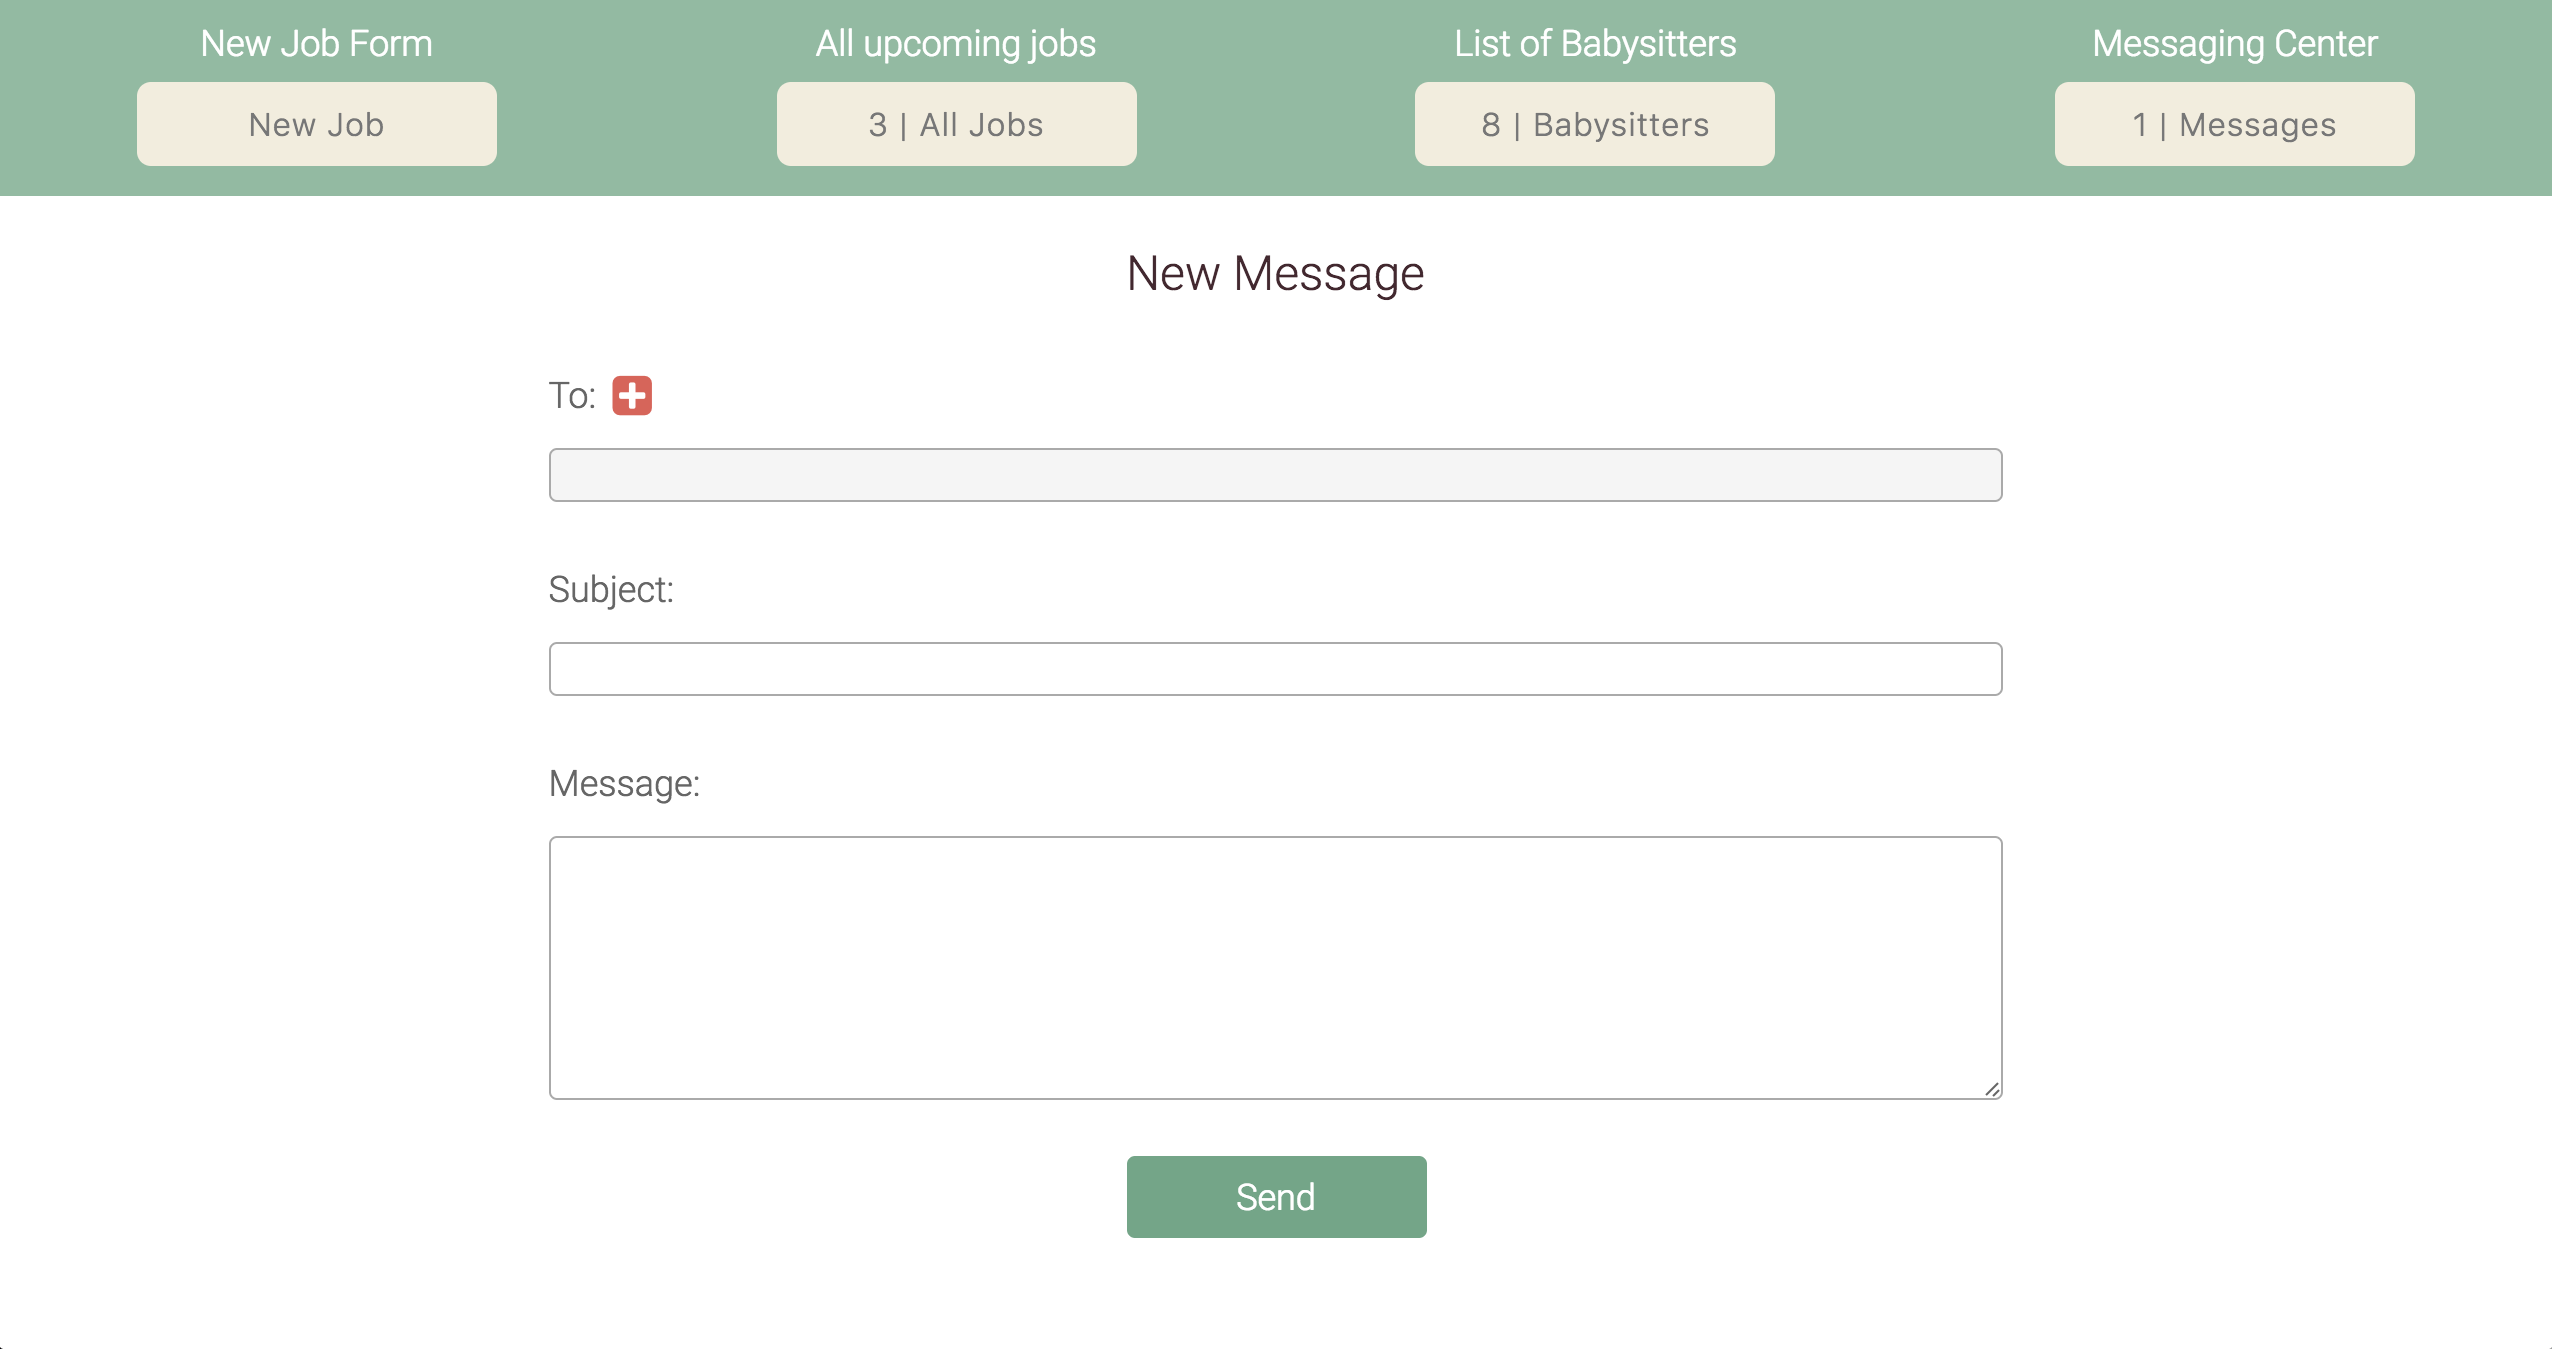 New Job Form
New Job
All upcoming jobs
3 | All Jobs
List of Babysitters
8 | Babysitters
Messaging Center
1 | Messages
New Message
To:
Subject:
Message:
Send